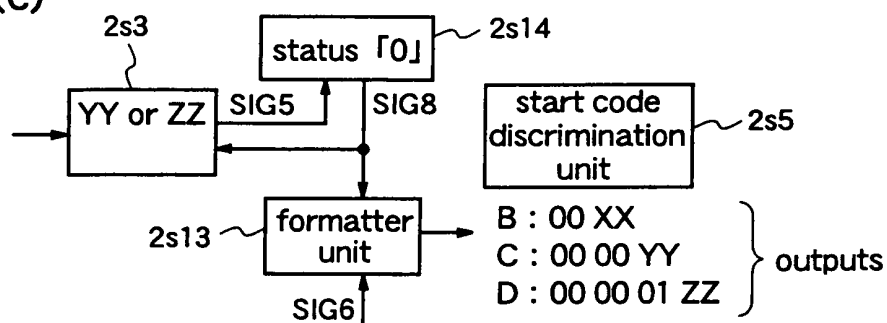 (C)
2s3
2s14
status 「0」
YY or ZZ
SIG5
SIG8
start code
discrimination
unit
2s5
2s13
formatter
unit
B : 00 XX
C : 00 00 YY
D : 00 00 01 ZZ
outputs
SIG6